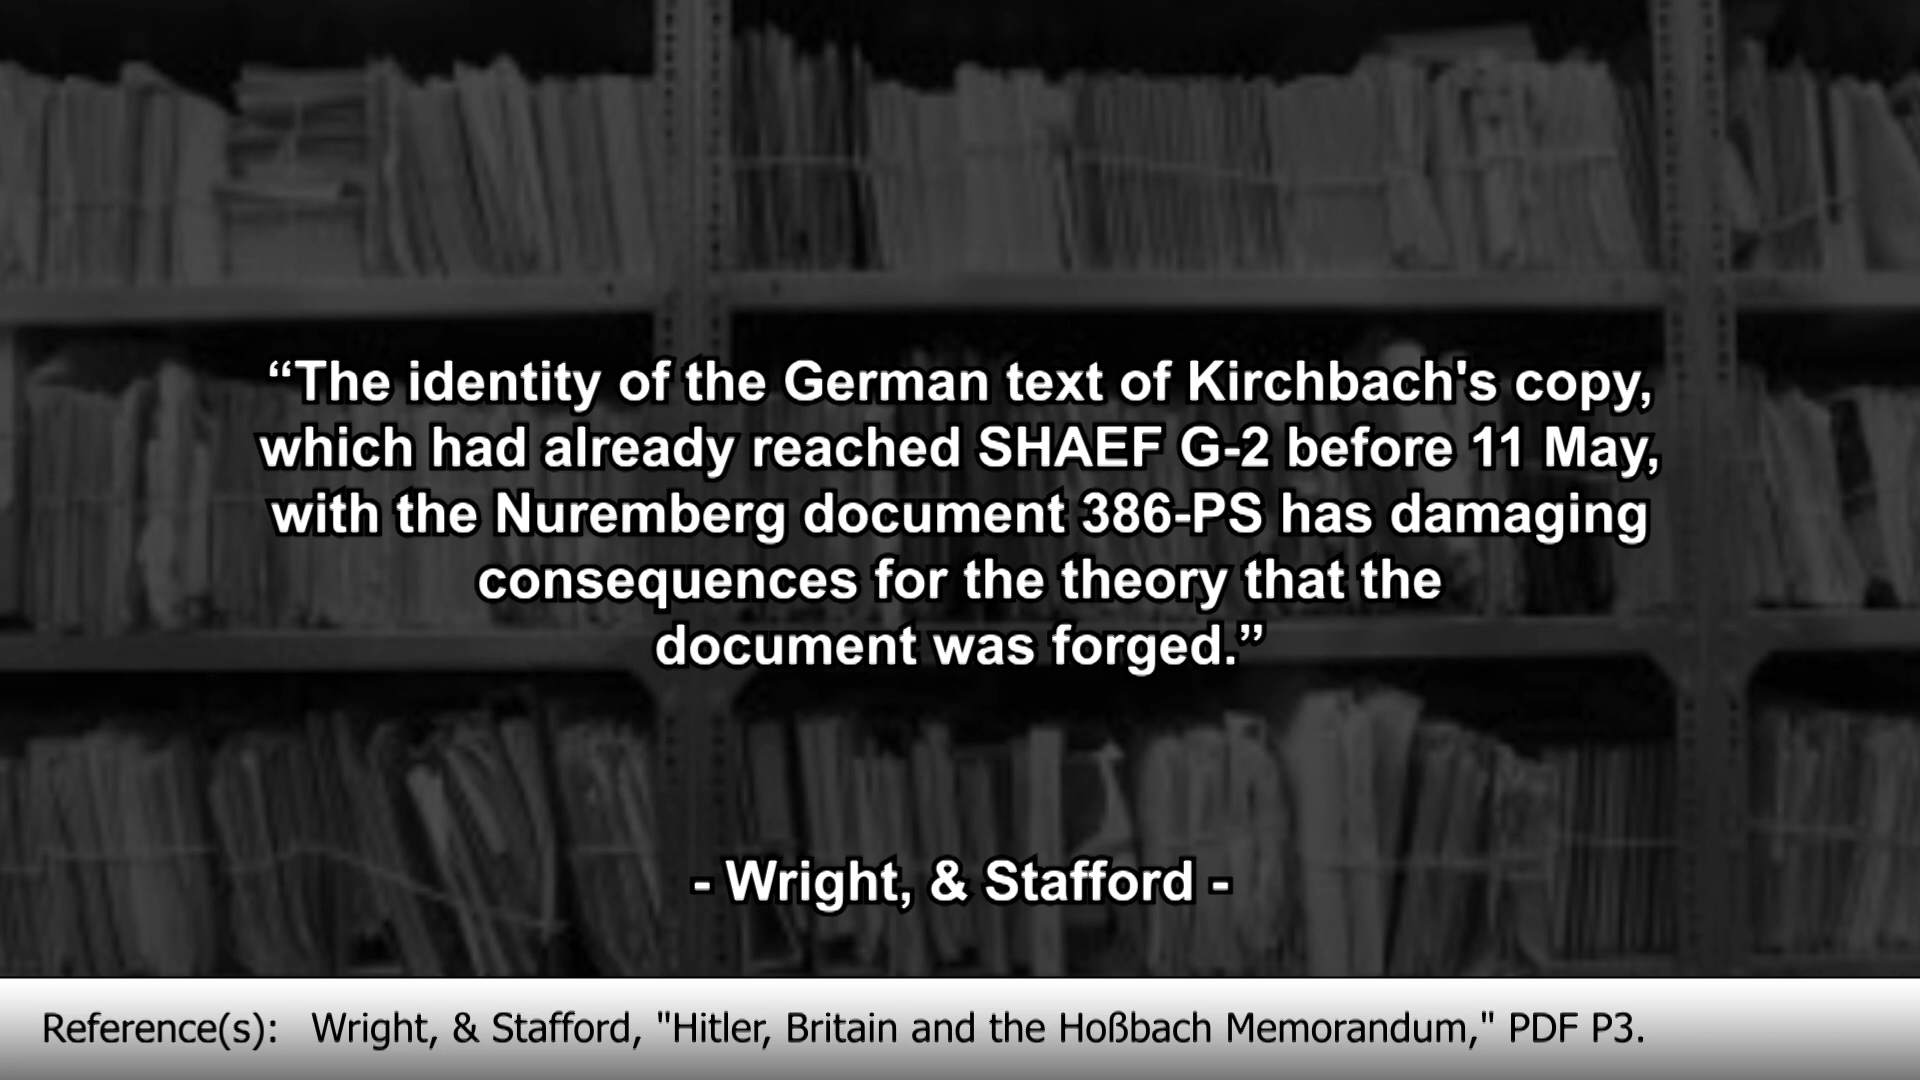 “The identity of the German text of Kirchbach's copy,
which had already reached SHAEF G-2 before 11 May,
with the Nuremberg document 386-PS has damaging
consequences for the theory that the
document was forged.”
- Wright, & Stafford -
Reference(s): Wright, & Stafford, "Hitler, Britain and the Hoßbach Memorandum," PDF P3.